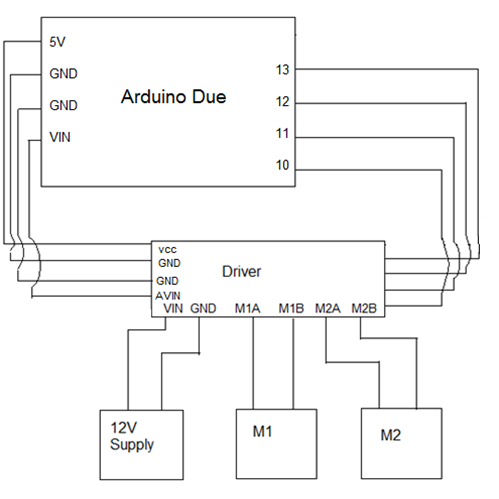 5V
GND
GND
VIN
Arduino Due
13
12
11
10
vcc
GND
GND
AVIN
Driver
VIN GND M1A M1B M2A M2B
12V
Supply
M1
M2